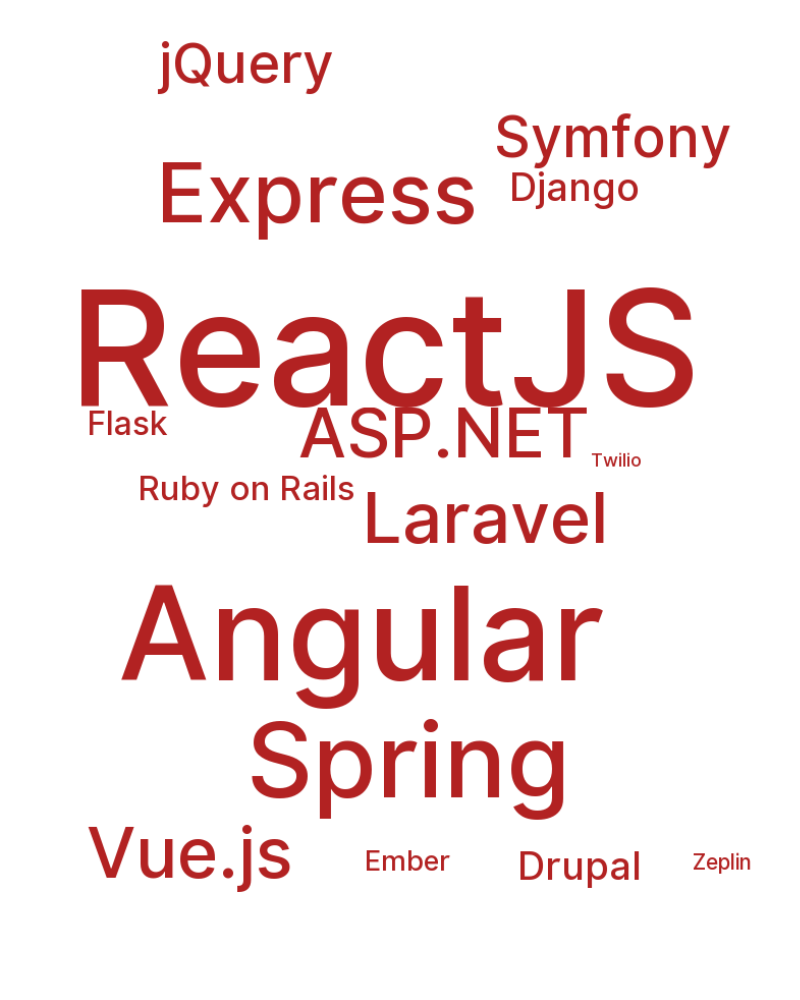 jQuery
Symfony
Express
Django
ReactJS
Flask
ASP.NET
Twilio
Ruby on Rails
Laravel
Angular
Spring
Vue.js
Ember
Drupal
Zeplin